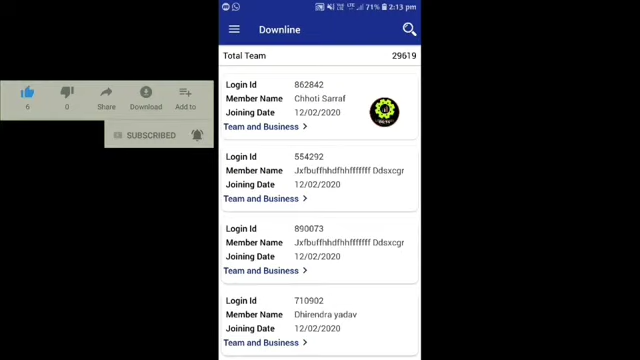 71% 2:13 pm
Downline
Total Team 29619
Login Id 862842
Member Name Chhoti Sarraf
Joining Date 12/02/2020
Team and Business
6 0 Share Download Add to
SUBSCRIBED
Login Id 554292
Member Name Jxfbuffhhdfhhfffffff Ddsxcgr
Joining Date 12/02/2020
Team and Business
Login Id 890073
Member Name Jxfbuffhhdfhhfffffff Ddsxcgr
Joining Date 12/02/2020
Team and Business
Login Id 710902
Member Name Dhirendra yadav
Joining Date 12/02/2020
Team and Business